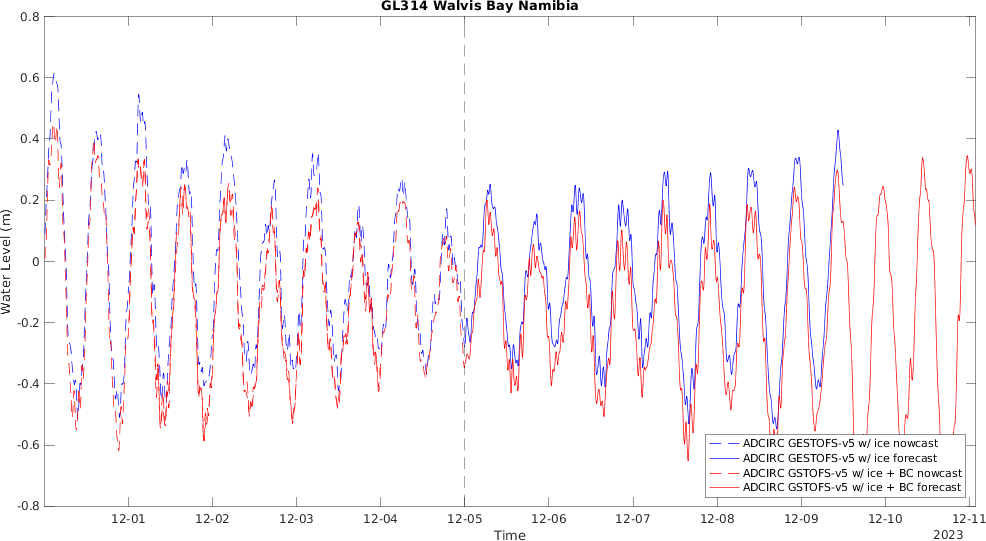 GL314 Walvis Bay Namibia
0.8
0.6
0.4
0.2
0
-0.2
-0.4
-0.6
-0.8
Water Level (m)
12-01 12-02 12-03 12-04 12-05 12-06 12-07 12-08 12-09 12-10 12-11
Time
2023
ADCIRC GESTOFS-v5 w/ ice nowcast
ADCIRC GESTOFS-v5 w/ ice forecast
ADCIRC GSTOFS-v5 w/ ice + BC nowcast
ADCIRC GSTOFS-v5 w/ ice + BC forecast